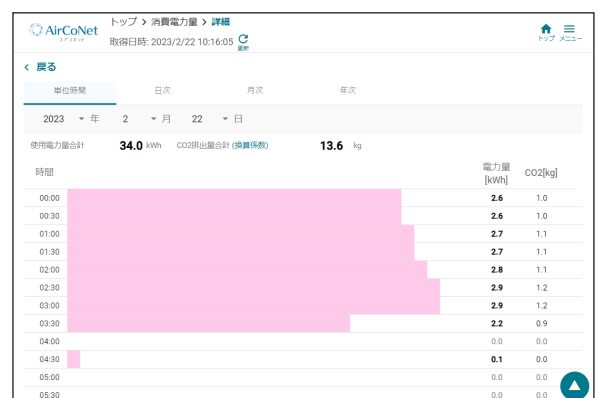 AirCoNet
エアコネット
トップ > 消費電力量 > 詳細
取得日時: 2023/2/22 10:16:05
更新
トップ メニュー
< 戻る
単位時間 日次 月次 年次
2023 年 2 月 22 日
使用電力量合計 34.0 kWh CO2排出量合計 (換算係数) 13.6 kg
時間 電力量 [kWh] CO2[kg]
00:00 2.6 1.0
00:30 2.6 1.0
01:00 2.7 1.1
01:30 2.7 1.1
02:00 2.8 1.1
02:30 2.9 1.2
03:00 2.9 1.2
03:30 2.2 0.9
04:00 0.0 0.0
04:30 0.1 0.0
05:00 0.0 0.0
05:30 0.0 0.0